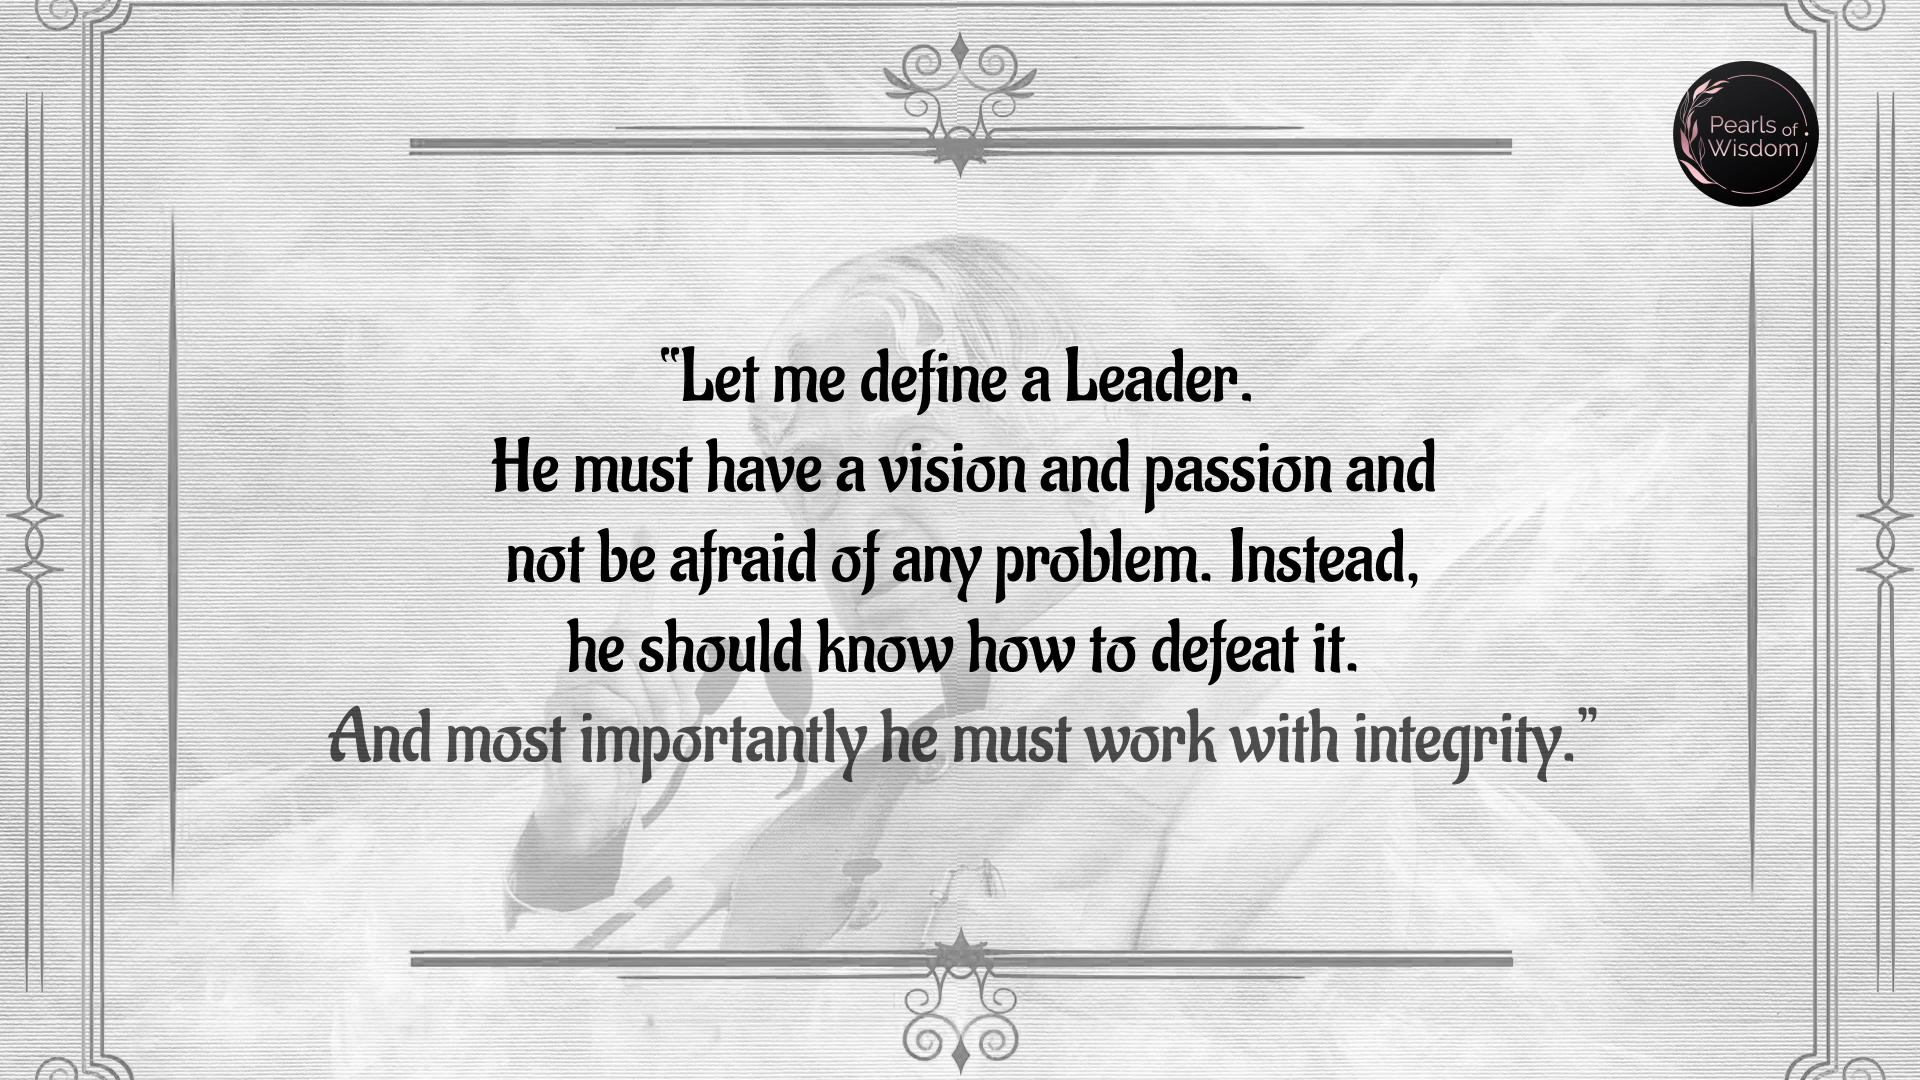 Pearls of
Wisdom
“Let me define a Leader.
He must have a vision and passion and
not be afraid of any problem. Instead,
he should know how to defeat it.
And most importantly he must work with integrity.”